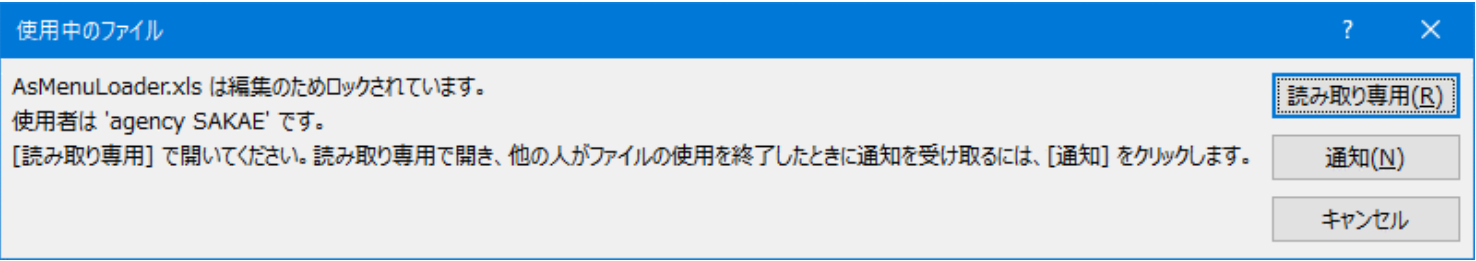 使用中のファイル
?
×
AsMenuLoader.xls は編集のためロックされています。
使用者は 'agency SAKAE' です。
[読み取り専用] で開いてください。読み取り専用で開き、他の人がファイルの使用を終了したときに通知を受け取るには、[通知] をクリックします。
読み取り専用(R)
通知(N)
キャンセル